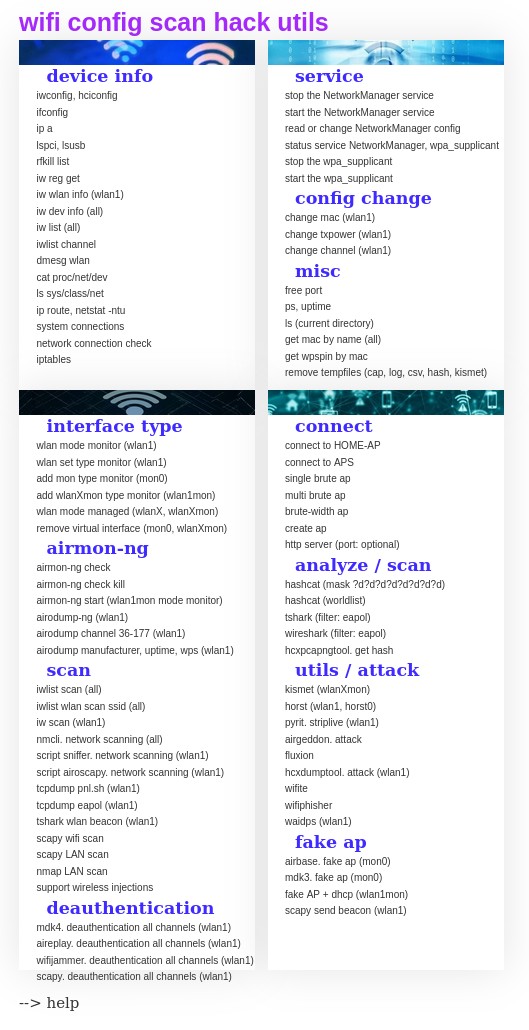 wifi config scan hack utils
device info
iwconfig, hciconfig
ifconfig
ip a
lspci, lsusb
rfkill list
iw reg get
iw wlan info (wlan1)
iw dev info (all)
iw list (all)
iwlist channel
dmesg wlan
cat proc/net/dev
ls sys/class/net
ip route, netstat -ntu
system connections
network connection check
iptables
service
stop the NetworkManager service
start the NetworkManager service
read or change NetworkManager config
status service NetworkManager, wpa_supplicant
stop the wpa_supplicant
start the wpa_supplicant
config change
change mac (wlan1)
change txpower (wlan1)
change channel (wlan1)
misc
free port
ps, uptime
ls (current directory)
get mac by name (all)
get wpspin by mac
remove tempfiles (cap, log, csv, hash, kismet)
interface type
wlan mode monitor (wlan1)
wlan set type monitor (wlan1)
add mon type monitor (mon0)
add wlanXmon type monitor (wlan1mon)
wlan mode managed (wlanX, wlanXmon)
remove virtual interface (mon0, wlanXmon)
airmon-ng
airmon-ng check
airmon-ng check kill
airmon-ng start (wlan1mon mode monitor)
airodump-ng (wlan1)
airodump channel 36-177 (wlan1)
airodump manufacturer, uptime, wps (wlan1)
scan
iwlist scan (all)
iwlist wlan scan ssid (all)
iw scan (wlan1)
nmcli. network scanning (all)
script sniffer. network scanning (wlan1)
script airoscapy. network scanning (wlan1)
tcpdump pnl.sh (wlan1)
tcpdump eapol (wlan1)
tshark wlan beacon (wlan1)
scapy wifi scan
scapy LAN scan
nmap LAN scan
support wireless injections
deauthentication
mdk4. deauthentication all channels (wlan1)
aireplay. deauthentication all channels (wlan1)
wifijammer. deauthentication all channels (wlan1)
scapy. deauthentication all channels (wlan1)
connect
connect to HOME-AP
connect to APS
single brute ap
multi brute ap
brute-width ap
create ap
http server (port: optional)
analyze / scan
hashcat (mask ?d?d?d?d?d?d?d?d)
hashcat (worldlist)
tshark (filter: eapol)
wireshark (filter: eapol)
hcxpcapngtool. get hash
utils / attack
kismet (wlanXmon)
horst (wlan1, horst0)
pyrit. striplive (wlan1)
airgeddon. attack
fluxion
hcxdumptool. attack (wlan1)
wifite
wifiphisher
waidps (wlan1)
fake ap
airbase. fake ap (mon0)
mdk3. fake ap (mon0)
fake AP + dhcp (wlan1mon)
scapy send beacon (wlan1)
--> help